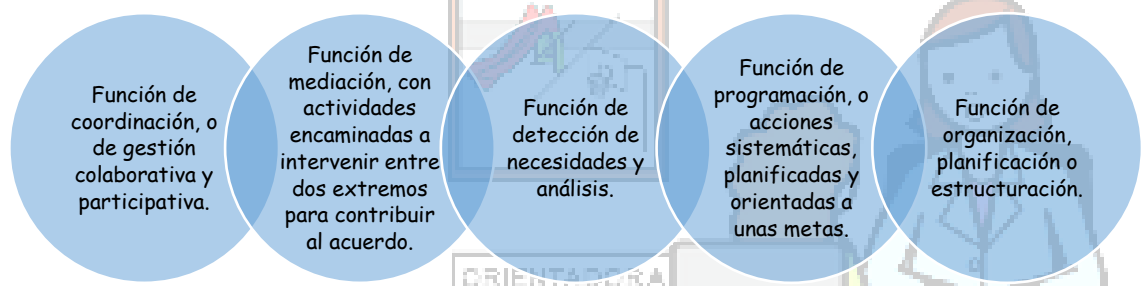 Función de
coordinación, o
de gestión
colaborativa y
participativa.
Función de
mediación, con
actividades
encaminadas a
intervenir entre
dos extremos
para contribuir
al acuerdo.
Función de
detección de
necesidades y
análisis.
Función de
programación, o
acciones
sistemáticas,
planificadas y
orientadas a
unas metas.
Función de
organización,
planificación o
estructuración.
ORIENTADORA